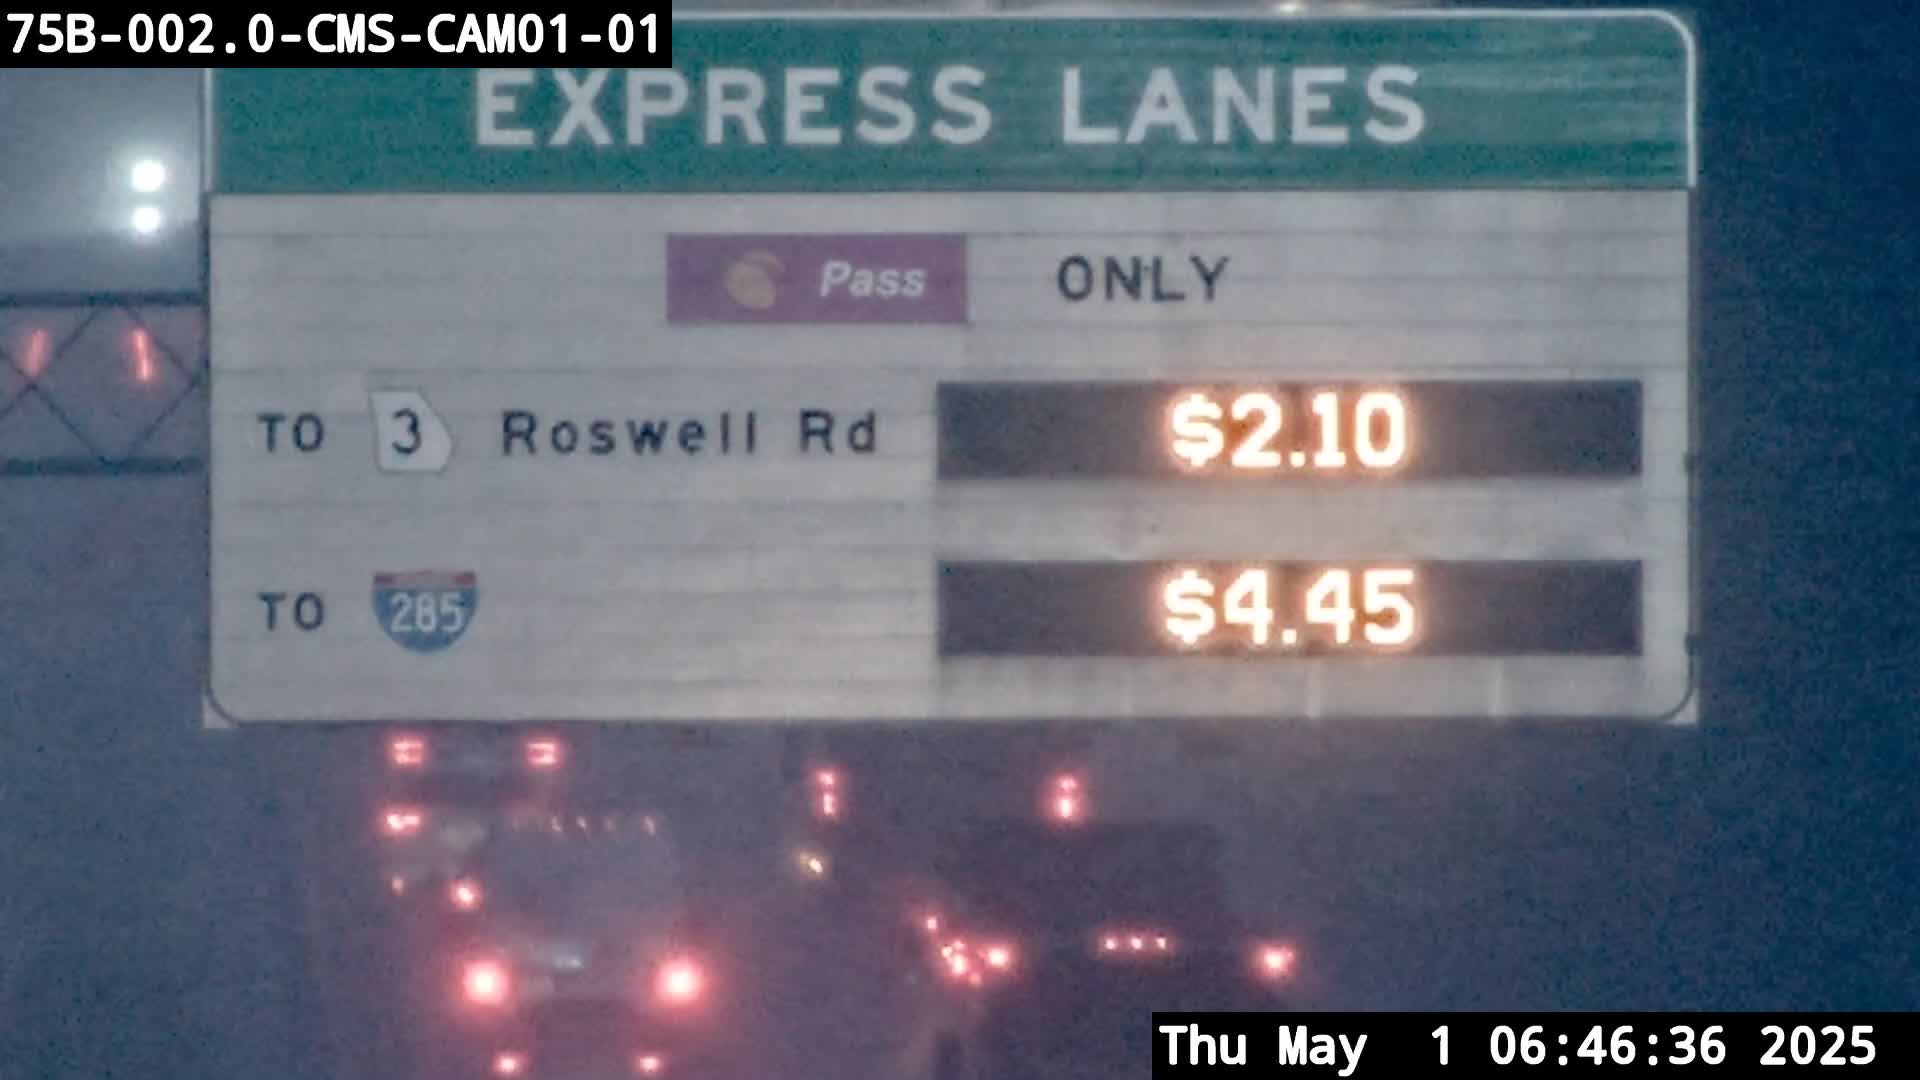 75B-002.0-CMS-CAM01-01
EXPRESS LANES
Pass ONLY
TO 3 Roswell Rd $2.10
TO 285 $4.45
Thu May 1 06:46:36 2025